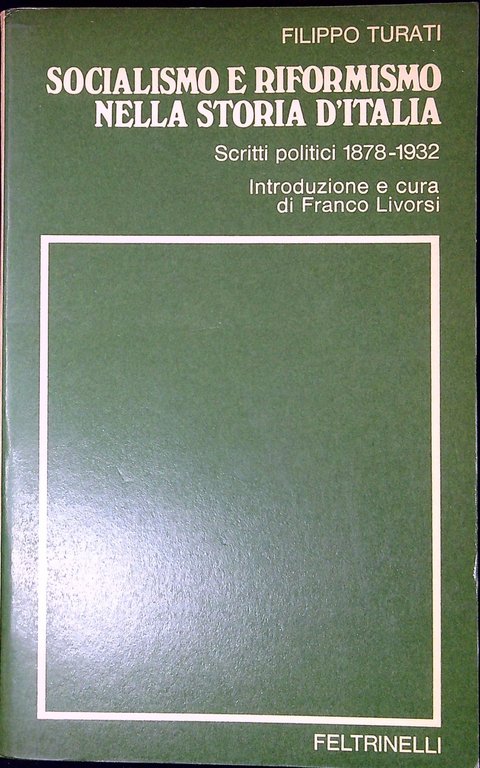 FILIPPO TURATI
SOCIALISMO E RIFORMISMO
NELLA STORIA D'ITALIA
Scritti politici 1878-1932
Introduzione e cura
di Franco Livorsi
FELTRINELLI